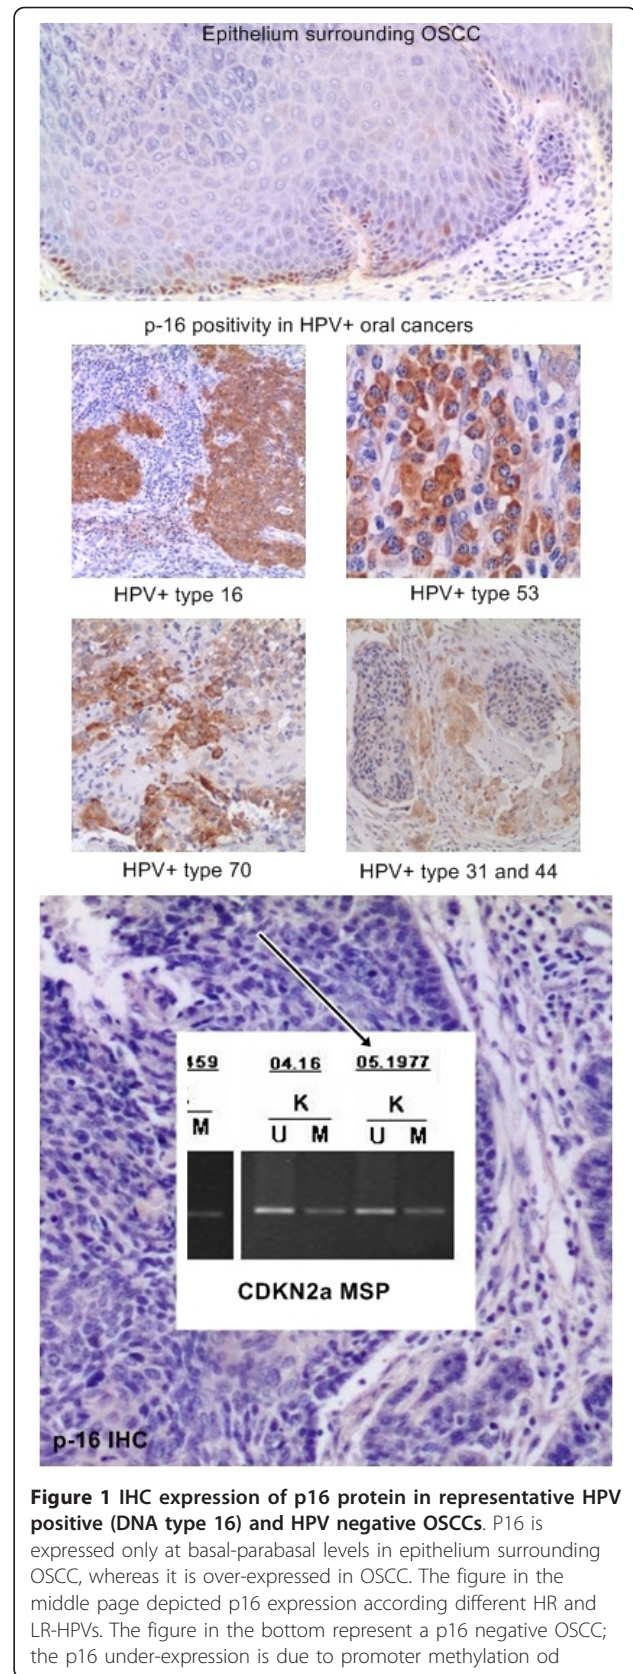 Epithelium surrounding OSCC
p-16 positivity in HPV+ oral cancers
HPV+ type 16
HPV+ type 53
HPV+ type 70
HPV+ type 31 and 44
459 04.16 05.1977
K K
M U M U M
CDKN2a MSP
p-16 IHC
Figure 1 IHC expression of p16 protein in representative HPV
positive (DNA type 16) and HPV negative OSCCs. P16 is
expressed only at basal-parabasal levels in epithelium surrounding
OSCC, whereas it is over-expressed in OSCC. The figure in the
middle page depicted p16 expression according different HR and
LR-HPVs. The figure in the bottom represent a p16 negative OSCC;
the p16 under-expression is due to promoter methylation od